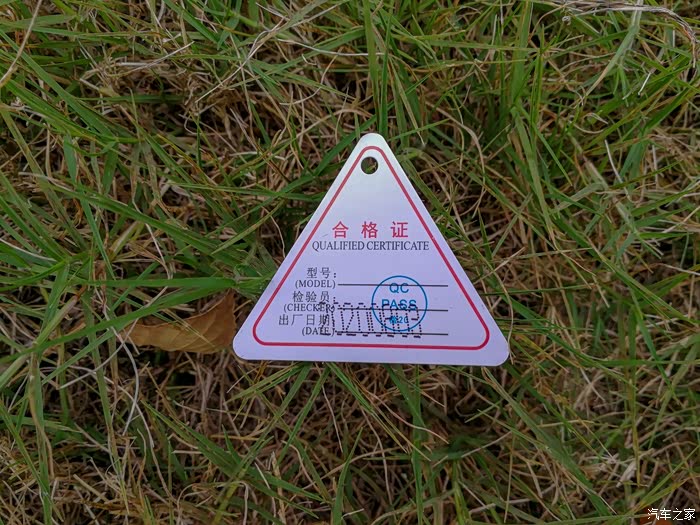 合格证
QUALIFIED CERTIFICATE
型号:
(MODEL)
检验员:
(CHECKER)
出厂日期
(DATE)
QC
PASS
汽车之家